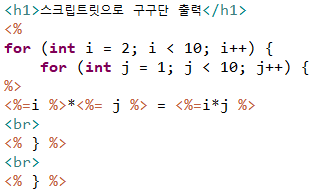 <h1>스크립트릿으로 구구단 출력</h1>
<%
for (int i = 2; i < 10; i++) {
    for (int j = 1; j < 10; j++) {
%>
<%=i %>*<%= j %> = <%=i*j %>
<br>
<% } %>
<br>
<% } %>